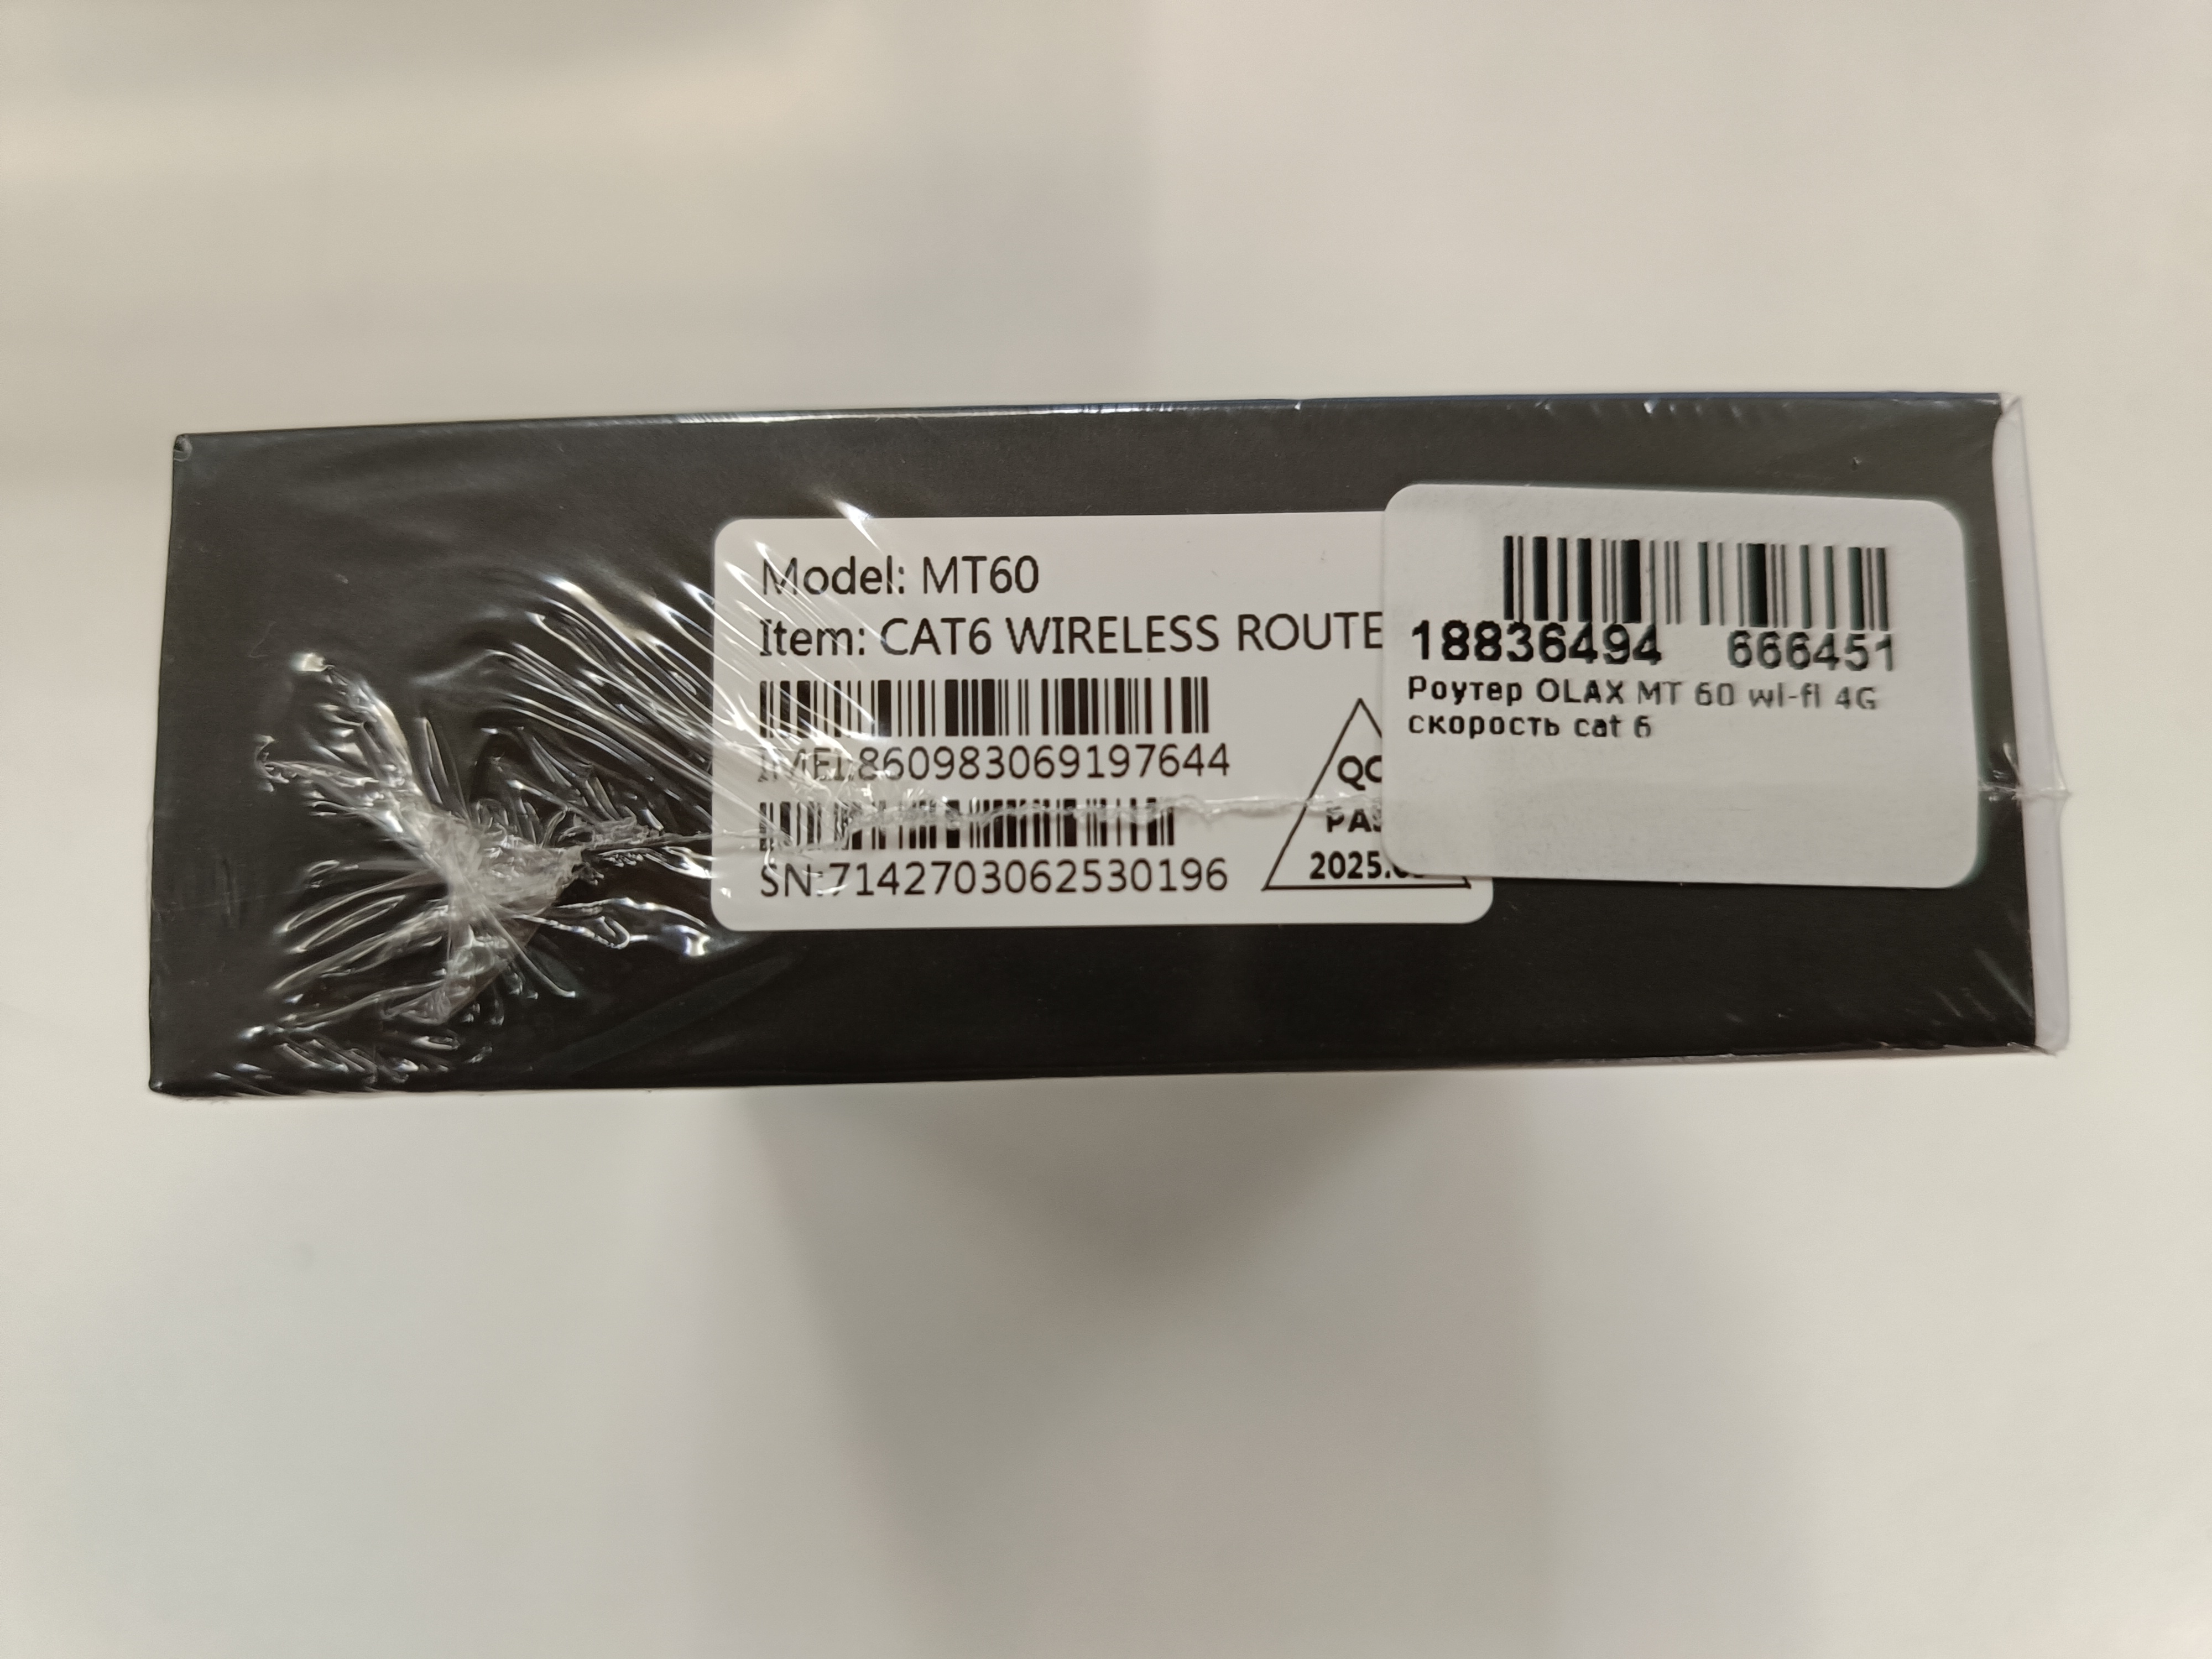 Model: MT60
Item: CAT6 WIRELESS ROUTE
IMEI:860983069197644
SN:7142703062530196
QC
PAS
2025.0
18836494 666451
Роутер OLAX MT 60 wi-fi 4G
скорость cat 6